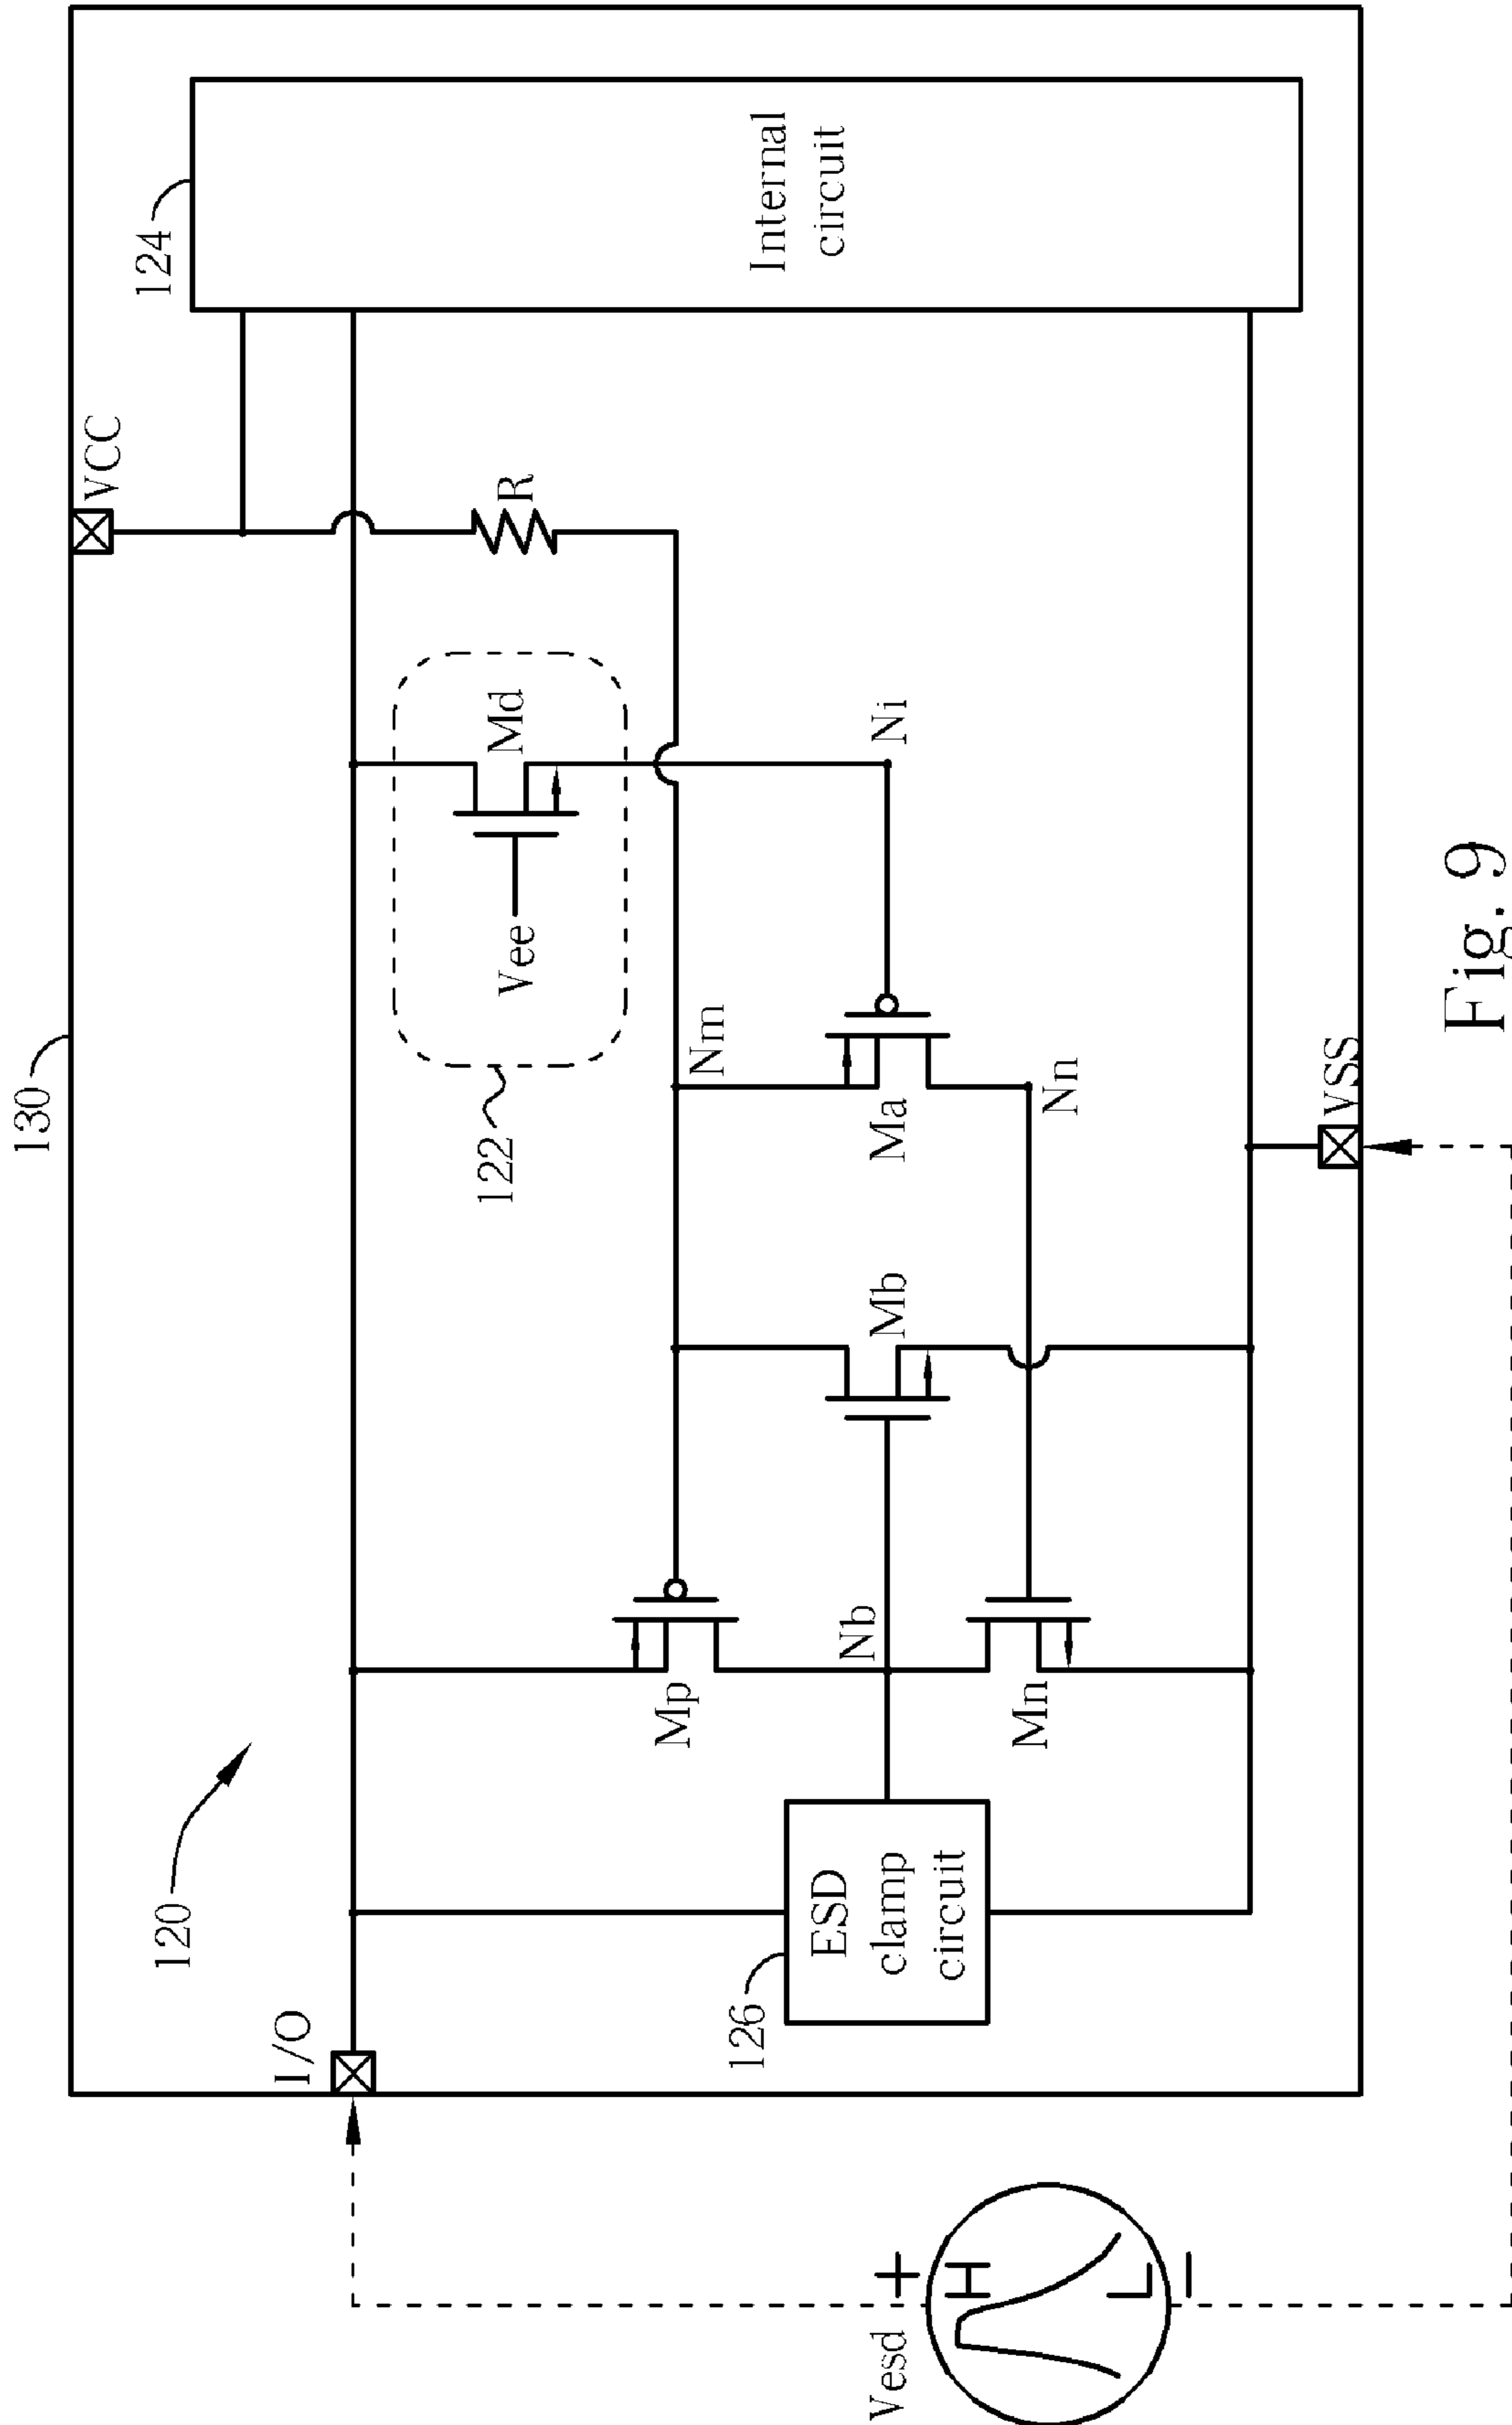 130
VCC
124
Internal
circuit
120
I/O
R
122
Md
Vee
Nm
Ni
Mp
Mb
Ma
Nb
Nn
126
ESD
clamp
circuit
Mn
Vesd
+
H
L
−
VSS
Fig. 9